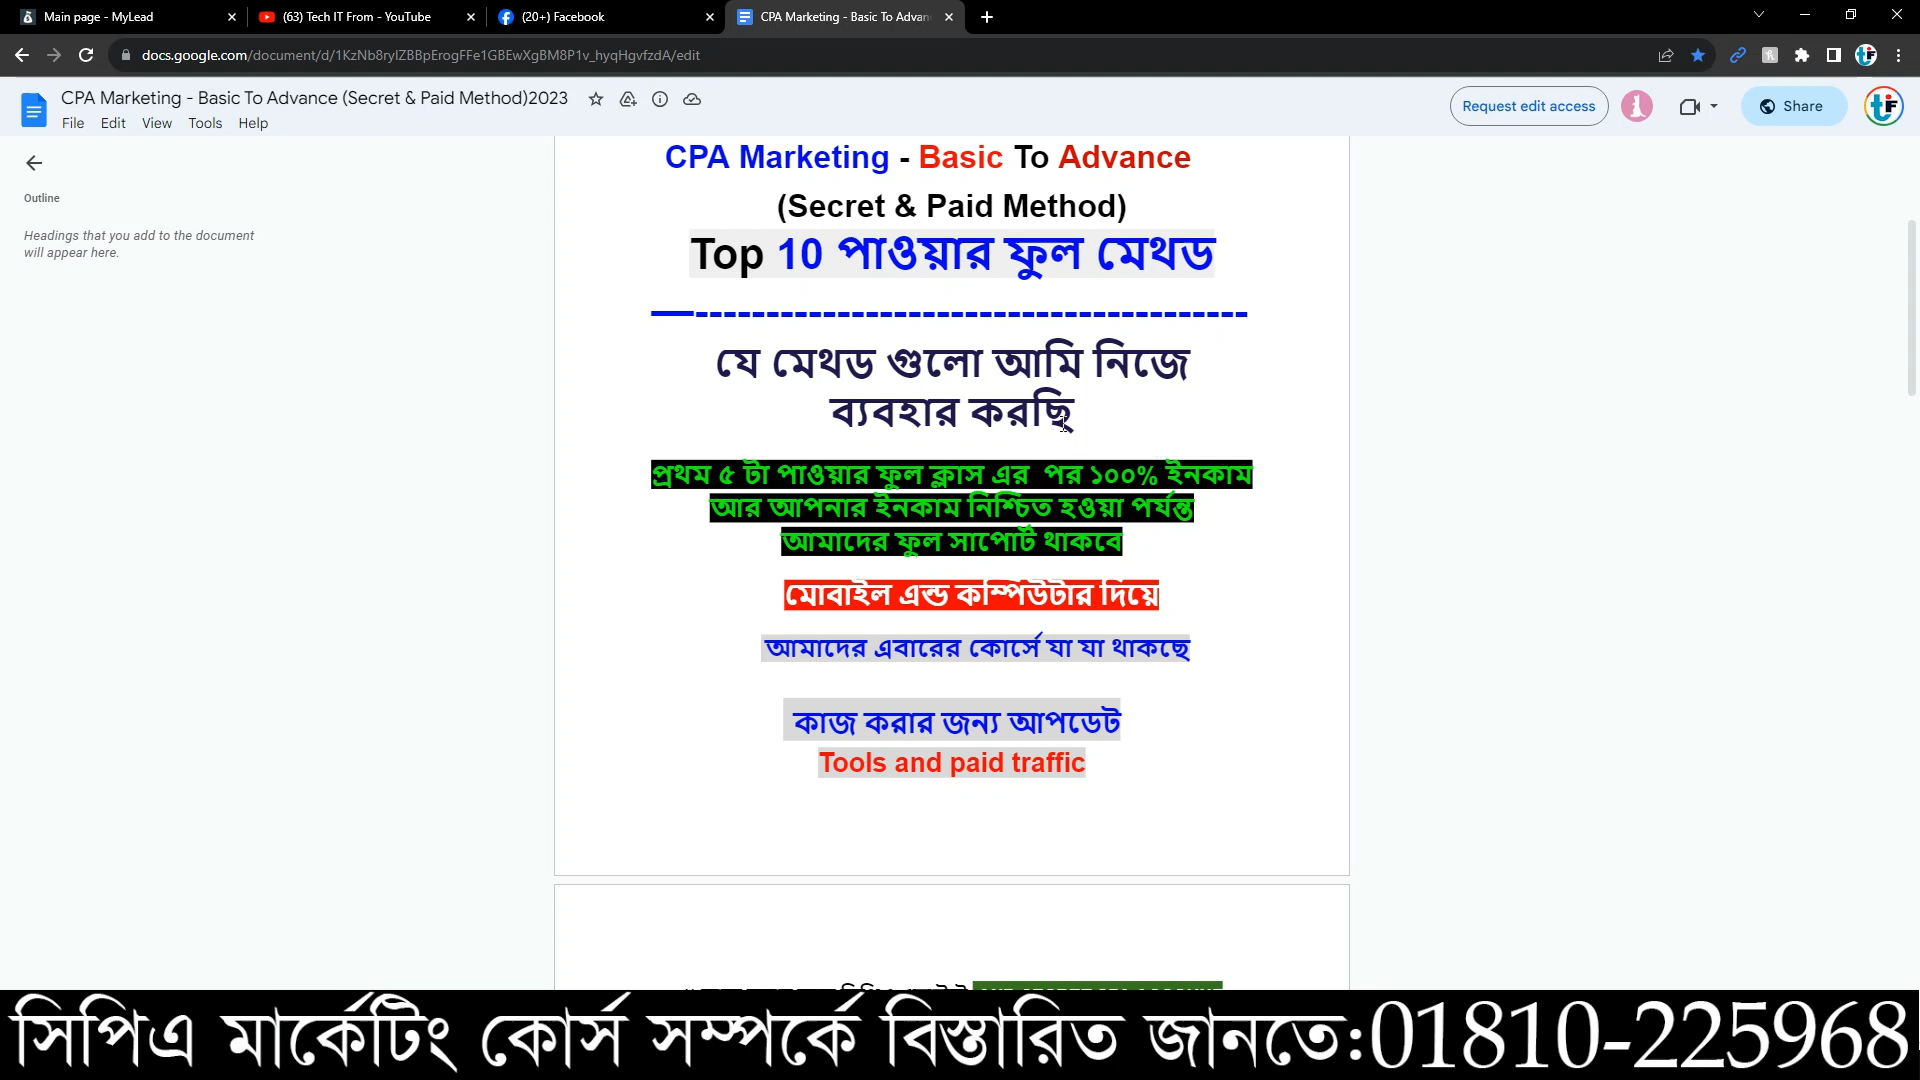 Main page - MyLead
(63) Tech IT From - YouTube
(20+) Facebook
CPA Marketing - Basic To Advan
docs.google.com/document/d/1KzNb8rylZBBpErogFFe1GBEwXgBM8P1v_hyqHgvfzdA/edit
CPA Marketing - Basic To Advance (Secret & Paid Method)2023
File Edit View Tools Help
Request edit access
Share
Outline
Headings that you add to the document
will appear here.
CPA Marketing - Basic To Advance
(Secret & Paid Method)
Top 10 পাওয়ার ফুল মেথড
যে মেথড গুলো আমি নিজে
ব্যবহার করছি
প্রথম ৫ টা পাওয়ার ফুল ক্লাস এর পর ১০০% ইনকাম
আর আপনার ইনকাম নিশ্চিত হওয়া পর্যন্ত
আমাদের ফুল সাপোর্ট থাকবে
মোবাইল এন্ড কম্পিউটার দিয়ে
আমাদের এবারের কোর্সে যা যা থাকছে
কাজ করার জন্য আপডেট
Tools and paid traffic
সিপিএ মার্কেটিং কোর্স সম্পর্কে বিস্তারিত জানতেঃ01810-225968